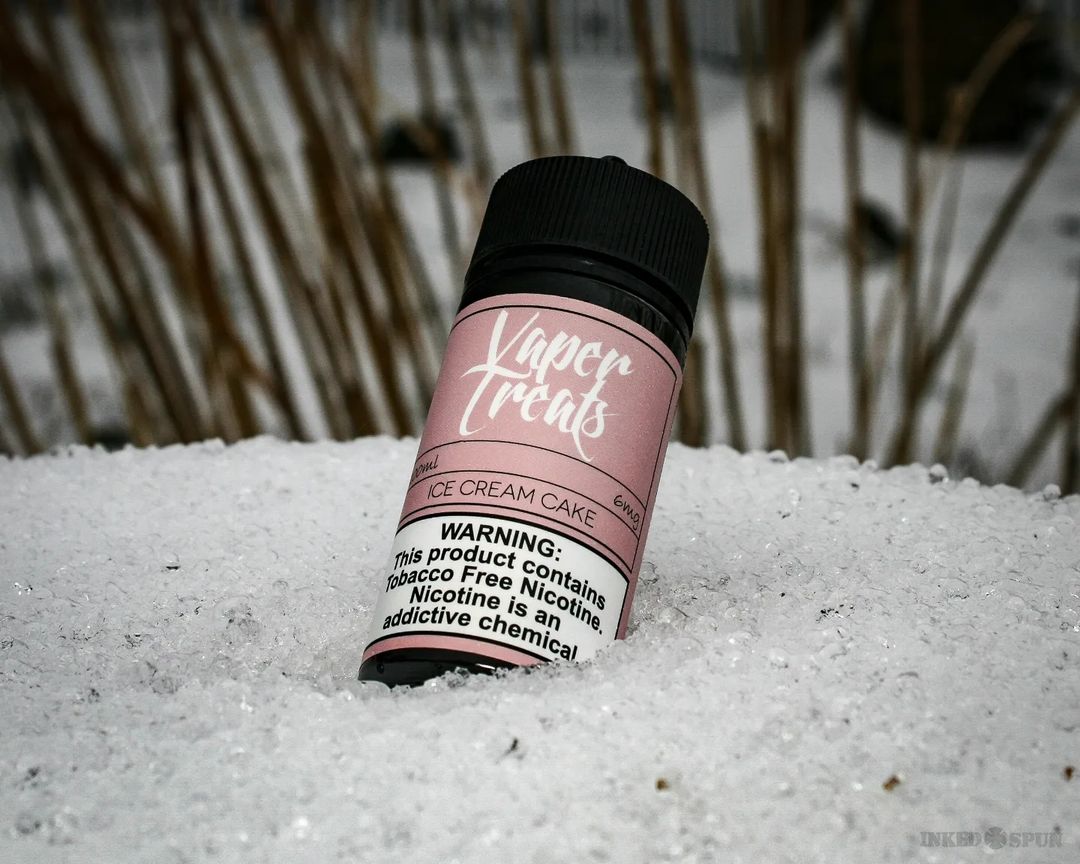 Vaper
Treats
ICE CREAM CAKE
6mg
WARNING:
This product contains
Tobacco Free Nicotine.
Nicotine is an
addictive chemical
INKED SPUN